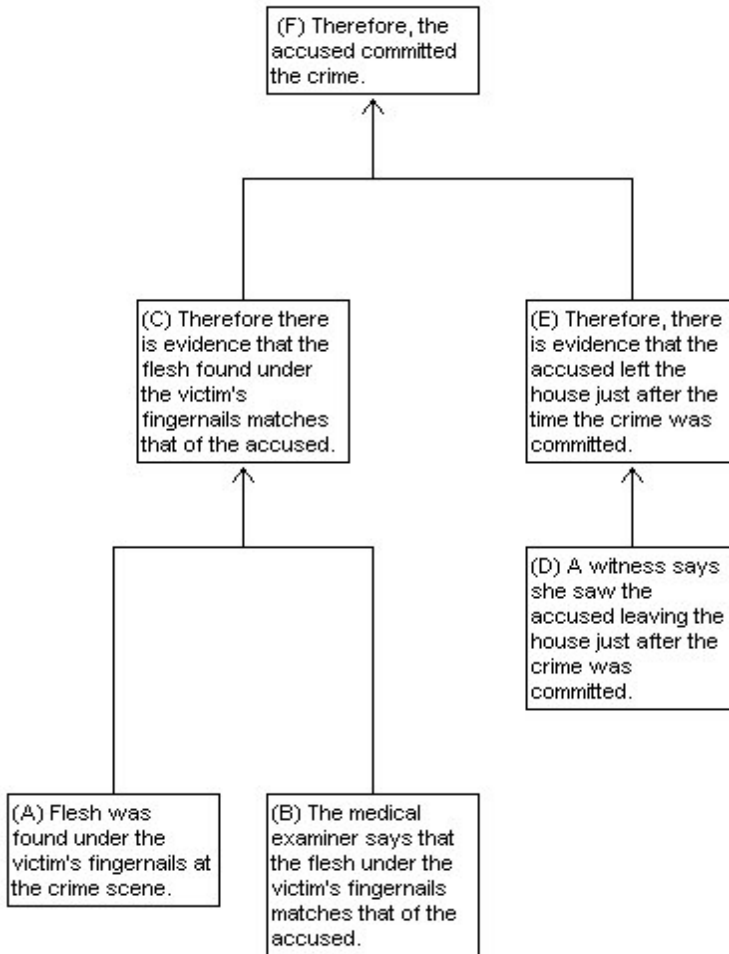 (F) Therefore, the
accused committed
the crime.
(C) Therefore there
is evidence that the
flesh found under
the victim's
fingernails matches
that of the accused.
(E) Therefore, there
is evidence that the
accused left the
house just after the
time the crime was
committed.
(D) A witness says
she saw the
accused leaving the
house just after the
crime was
committed.
(A) Flesh was
found under the
victim's fingernails at
the crime scene.
(B) The medical
examiner says that
the flesh under the
victim's fingernails
matches that of the
accused.